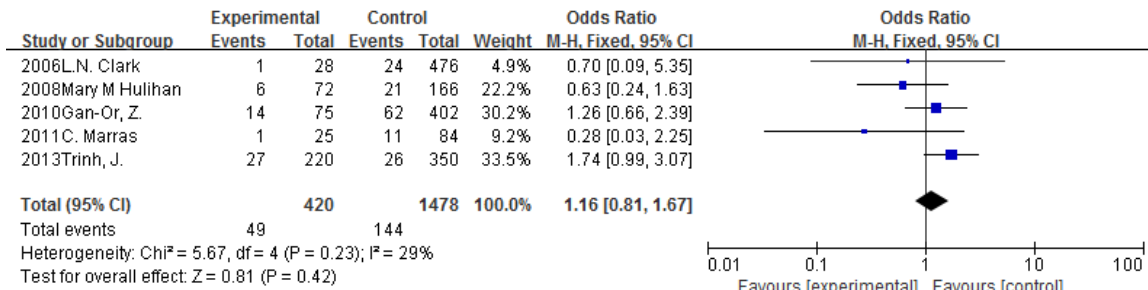 Experimental Control Odds Ratio Odds Ratio
Study or Subgroup Events Total Events Total Weight M-H, Fixed, 95% CI M-H, Fixed, 95% CI
2006L.N. Clark 1 28 24 476 4.9% 0.70 [0.09, 5.35]
2008Mary M Hulihan 6 72 21 166 22.2% 0.63 [0.24, 1.63]
2010Gan-Or, Z. 14 75 62 402 30.2% 1.26 [0.66, 2.39]
2011C. Marras 1 25 11 84 9.2% 0.28 [0.03, 2.25]
2013Trinh, J. 27 220 26 350 33.5% 1.74 [0.99, 3.07]
Total (95% CI) 420 1478 100.0% 1.16 [0.81, 1.67]
Total events 49 144
Heterogeneity: Chi² = 5.67, df = 4 (P = 0.23); I² = 29%
Test for overall effect: Z = 0.81 (P = 0.42)
0.01 0.1 1 10 100
Favours [experimental] Favours [control]